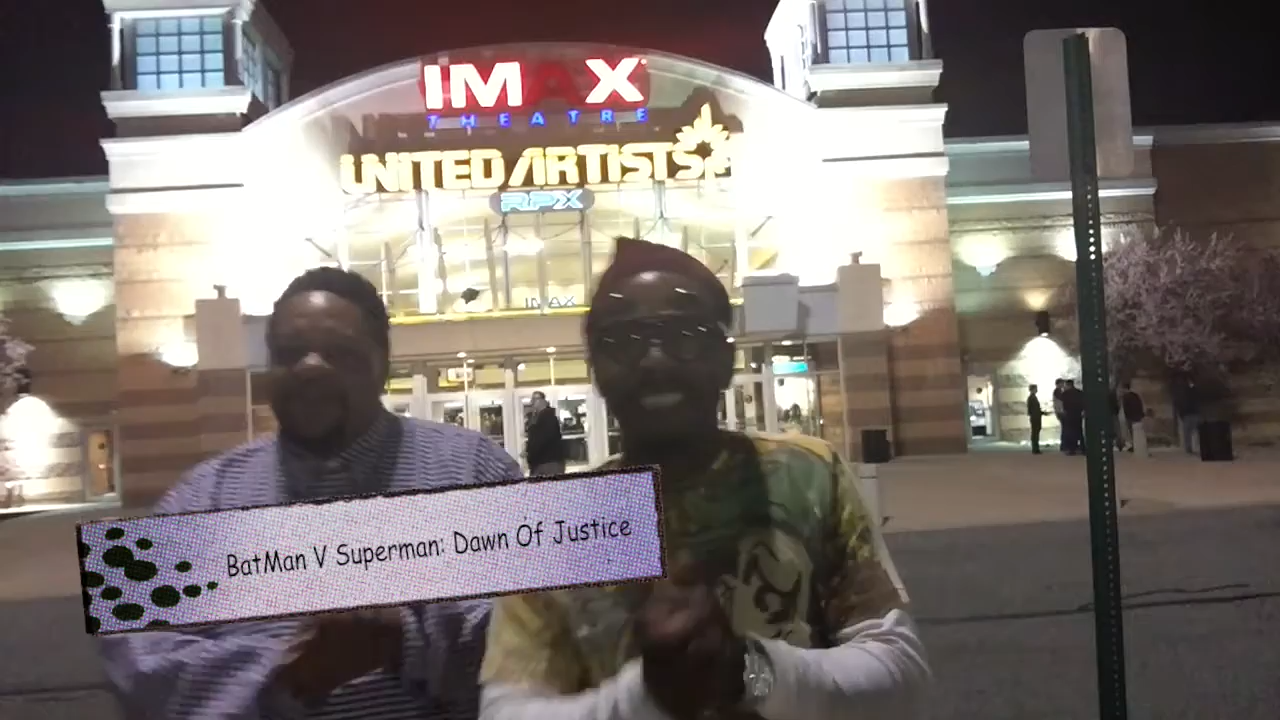 IMAX
THEATRE
UNITED ARTISTS
RPX
IMAX
BatMan V Superman: Dawn Of Justice